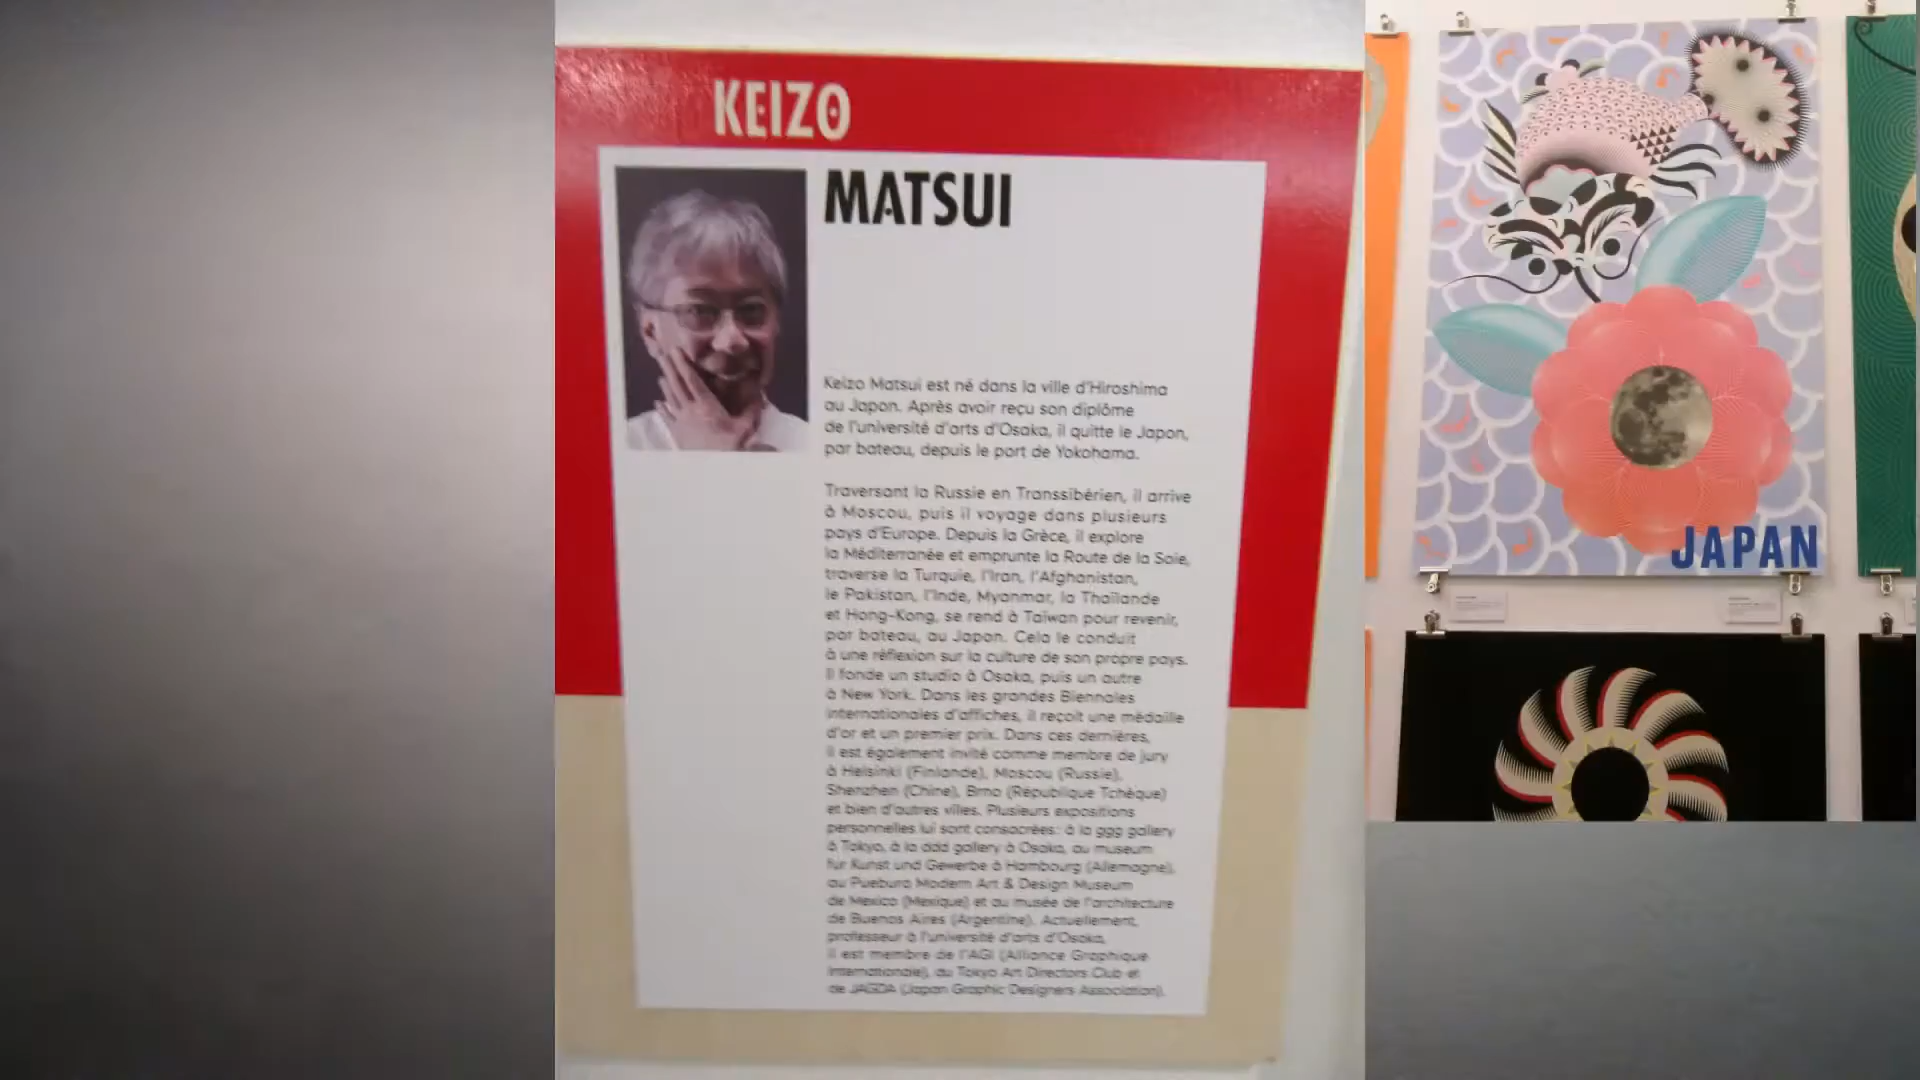 KEIZO
MATSUI
Keizo Matsui est né dans la ville d'Hiroshima
au Japon. Après avoir reçu son diplôme
de l'université d'arts d'Osaka, il quitte le Japon,
par bateau, depuis le port de Yokohama.
Traversant la Russie en Transsibérien, il arrive
à Moscou, puis il voyage dans plusieurs
pays d'Europe. Depuis la Grèce, il explore
la Méditerranée et emprunte la Route de la Soie,
traverse la Turquie, l'Iran, l'Afghanistan,
le Pakistan, l'Inde, Myanmar, la Thaïlande
et Hong-Kong, se rend à Taïwan pour revenir,
par bateau, au Japon. Cela le conduit
à une réflexion sur la culture de son propre pays.
Il fonde un studio à Osaka, puis un autre
à New York. Dans les grandes Biennales
internationales d'affiches, il reçoit une médaille
d'or et un premier prix. Dans ces dernières,
il est également invité comme membre de jury
à Helsinki (Finlande), Moscou (Russie),
Shenzhen (Chine), Brno (République Tchèque)
et bien d'autres villes. Plusieurs expositions
personnelles lui sont consacrées : à la ggg gallery
à Tokyo, à la ddd gallery à Osaka, au museum
für Kunst und Gewerbe à Hambourg (Allemagne),
au Puebura Modern Art & Design Museum
de Mexico (Mexique) et au musée de l'architecture
de Buenos Aires (Argentine). Actuellement,
professeur à l'université d'arts d'Osaka,
il est membre de l'AGI (Alliance Graphique
Internationale), du Tokyo Art Directors Club et
de JAGDA (Japan Graphic Designers Association).
JAPAN